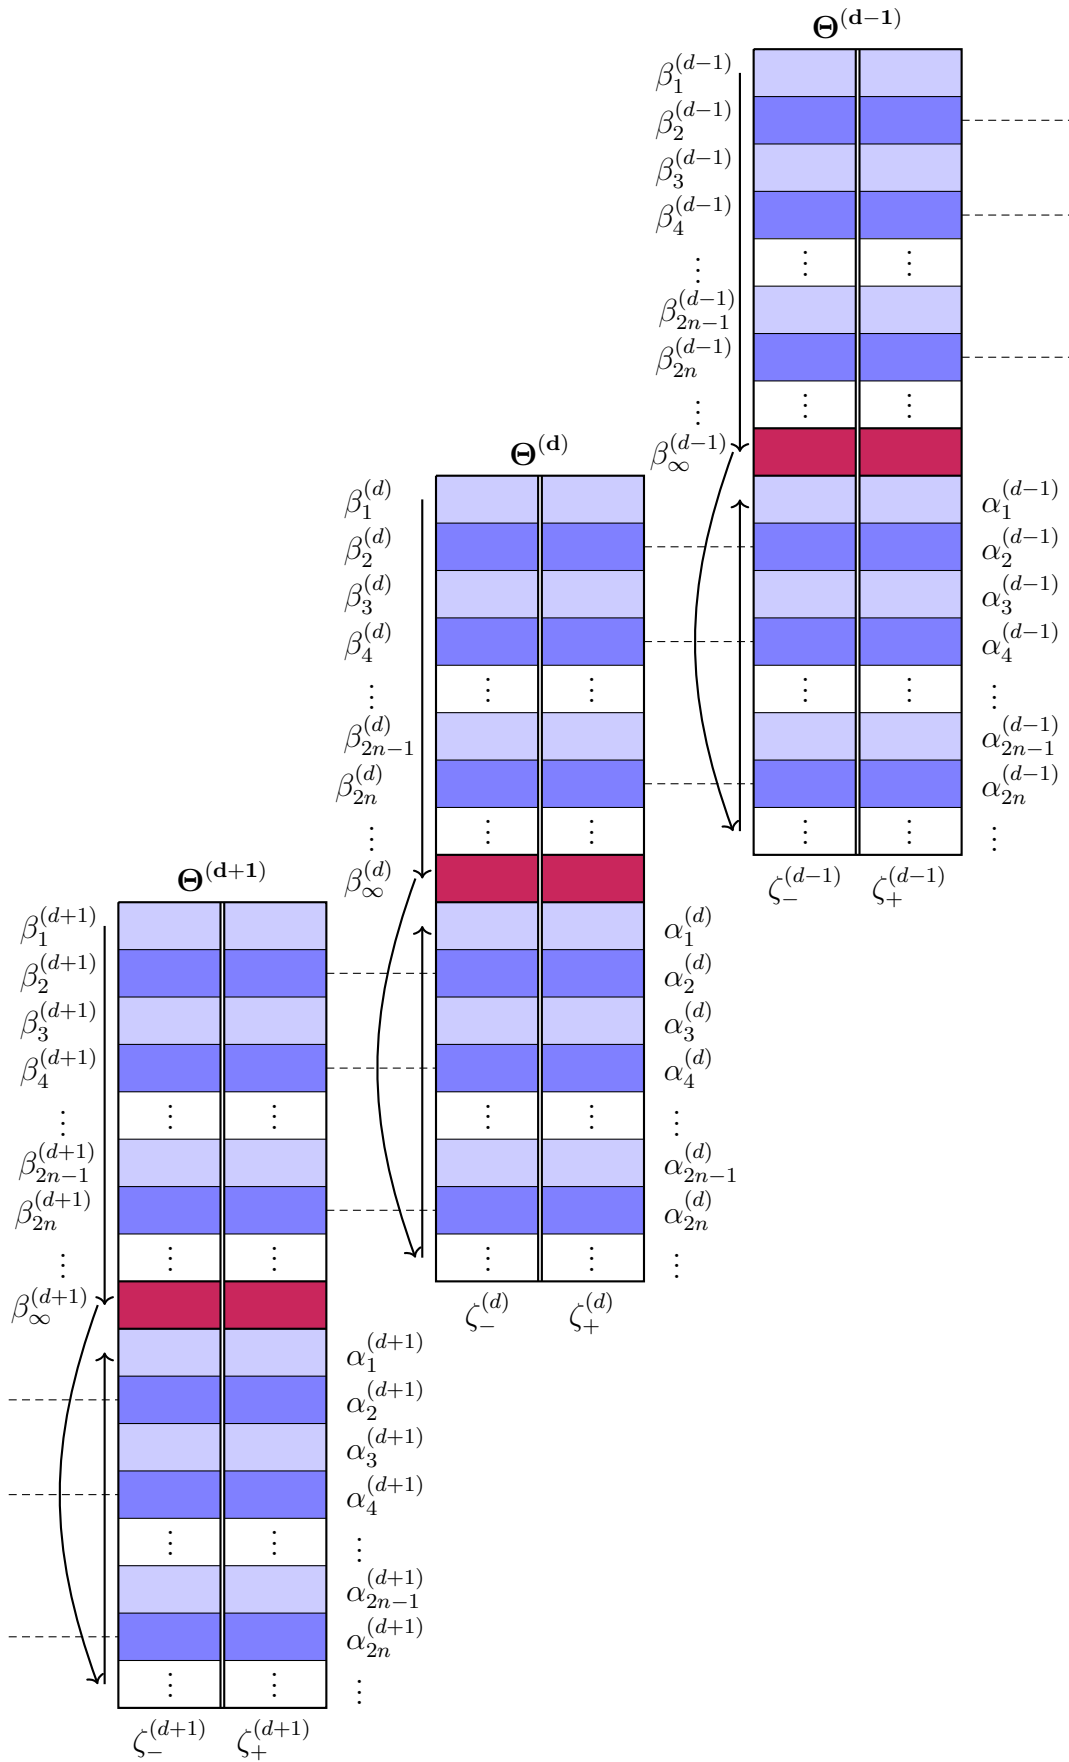 Θ^(d−1)
β_1^(d−1)
β_2^(d−1)
β_3^(d−1)
β_4^(d−1)
⋮ ⋮ ⋮
β_{2n−1}^(d−1)
β_{2n}^(d−1)
⋮ ⋮ ⋮
β_∞^(d−1)
α_1^(d−1)
α_2^(d−1)
α_3^(d−1)
α_4^(d−1)
⋮ ⋮ ⋮
α_{2n−1}^(d−1)
α_{2n}^(d−1)
⋮ ⋮ ⋮
ζ_−^(d−1) ζ_+^(d−1)
Θ^(d)
β_1^(d)
β_2^(d)
β_3^(d)
β_4^(d)
⋮ ⋮ ⋮
β_{2n−1}^(d)
β_{2n}^(d)
⋮ ⋮ ⋮
β_∞^(d)
α_1^(d)
α_2^(d)
α_3^(d)
α_4^(d)
⋮ ⋮ ⋮
α_{2n−1}^(d)
α_{2n}^(d)
⋮ ⋮ ⋮
ζ_−^(d) ζ_+^(d)
Θ^(d+1)
β_1^(d+1)
β_2^(d+1)
β_3^(d+1)
β_4^(d+1)
⋮ ⋮ ⋮
β_{2n−1}^(d+1)
β_{2n}^(d+1)
⋮ ⋮ ⋮
β_∞^(d+1)
α_1^(d+1)
α_2^(d+1)
α_3^(d+1)
α_4^(d+1)
⋮ ⋮ ⋮
α_{2n−1}^(d+1)
α_{2n}^(d+1)
⋮ ⋮ ⋮
ζ_−^(d+1) ζ_+^(d+1)